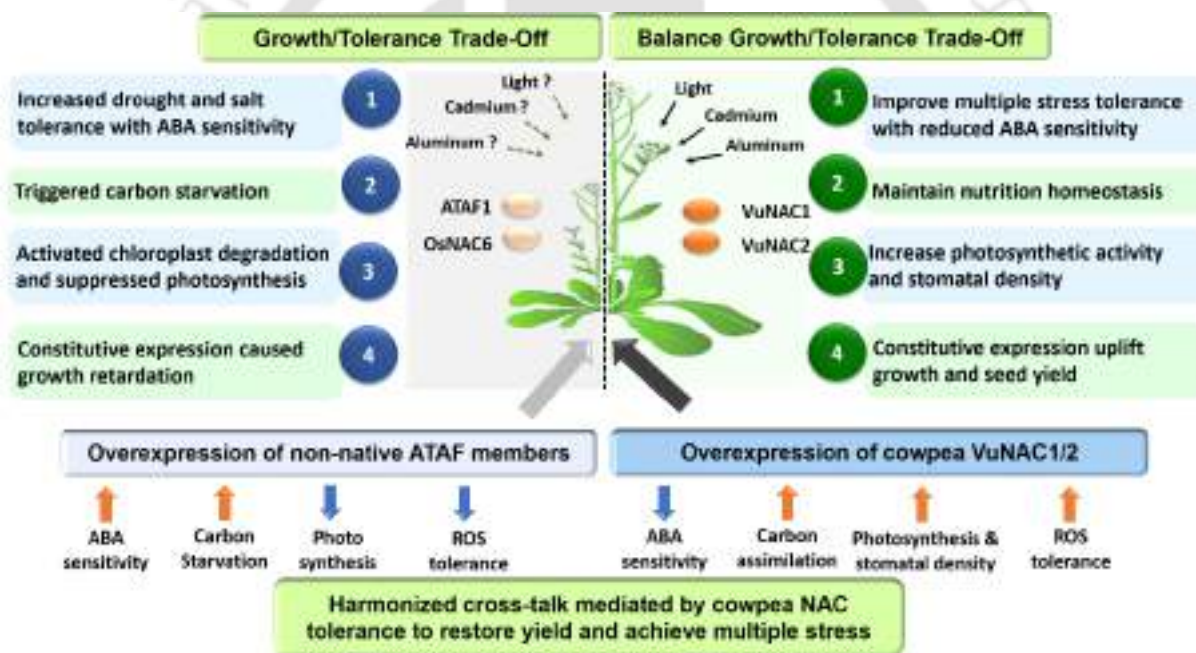 Growth/Tolerance Trade-Off
Increased drought and salt
tolerance with ABA sensitivity
1
Triggered carbon starvation
2
Activated chloroplast degradation
and suppressed photosynthesis
3
Constitutive expression caused
growth retardation
4
Light ?
Cadmium ?
Aluminum ?
ATAF1
OsNAC6
Balance Growth/Tolerance Trade-Off
Light
Cadmium
Aluminum
VuNAC1
VuNAC2
1
Improve multiple stress tolerance
with reduced ABA sensitivity
2
Maintain nutrition homeostasis
3
Increase photosynthetic activity
and stomatal density
4
Constitutive expression uplift
growth and seed yield
Overexpression of non-native ATAF members
ABA
sensitivity
Carbon
Starvation
Photo
synthesis
ROS
tolerance
Overexpression of cowpea VuNAC1/2
ABA
sensitivity
Carbon
assimilation
Photosynthesis &
stomatal density
ROS
tolerance
Harmonized cross-talk mediated by cowpea NAC
tolerance to restore yield and achieve multiple stress